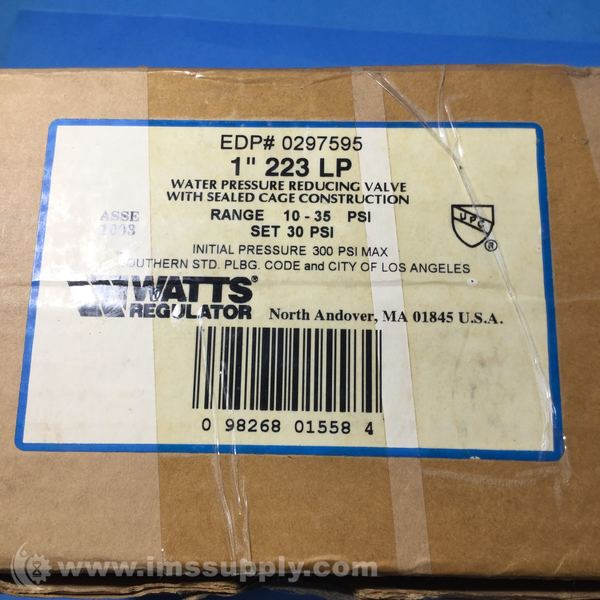 EDP# 0297595
1" 223 LP
WATER PRESSURE REDUCING VALVE
WITH SEALED CAGE CONSTRUCTION
ASSE
1003
RANGE 10 - 35 PSI
SET 30 PSI
UPC
INITIAL PRESSURE 300 PSI MAX
OUTHERN STD. PLBG. CODE and CITY OF LOS ANGELES
WATTS®
REGULATOR
North Andover, MA 01845 U.S.A.
0 98268 01558 4
www.imssupply.com